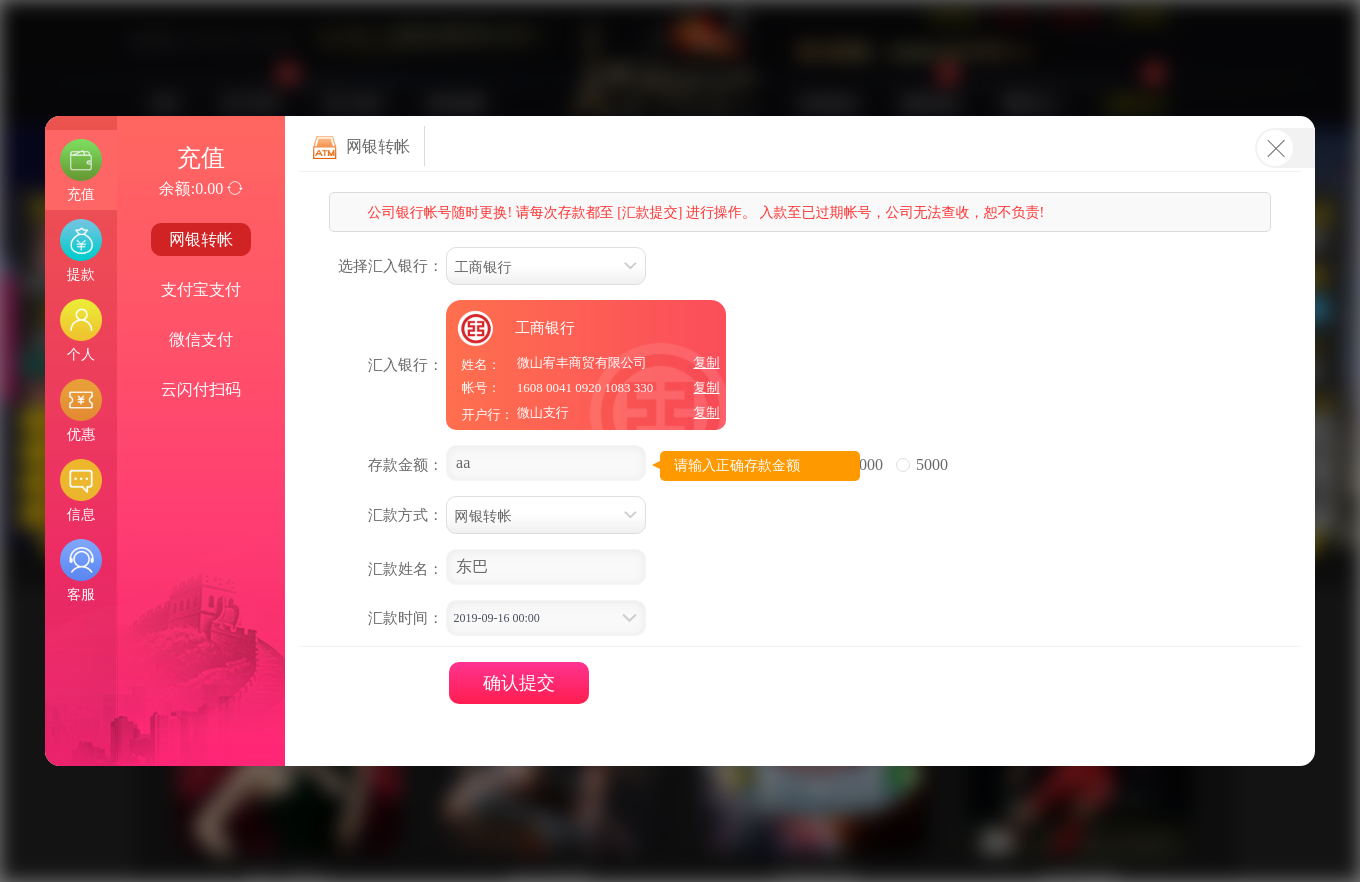 充值
提款
个人
优惠
信息
客服
充值
余额:0.00
网银转帐
支付宝支付
微信支付
云闪付扫码
ATM 网银转帐
公司银行帐号随时更换! 请每次存款都至 [汇款提交] 进行操作。 入款至已过期帐号，公司无法查收，恕不负责!
选择汇入银行： 工商银行
工商银行
汇入银行：
姓名： 微山宥丰商贸有限公司 复制
帐号： 1608 0041 0920 1083 330 复制
开户行： 微山支行 复制
存款金额： aa 请输入正确存款金额 000 5000
汇款方式： 网银转帐
汇款姓名： 东巴
汇款时间： 2019-09-16 00:00
确认提交